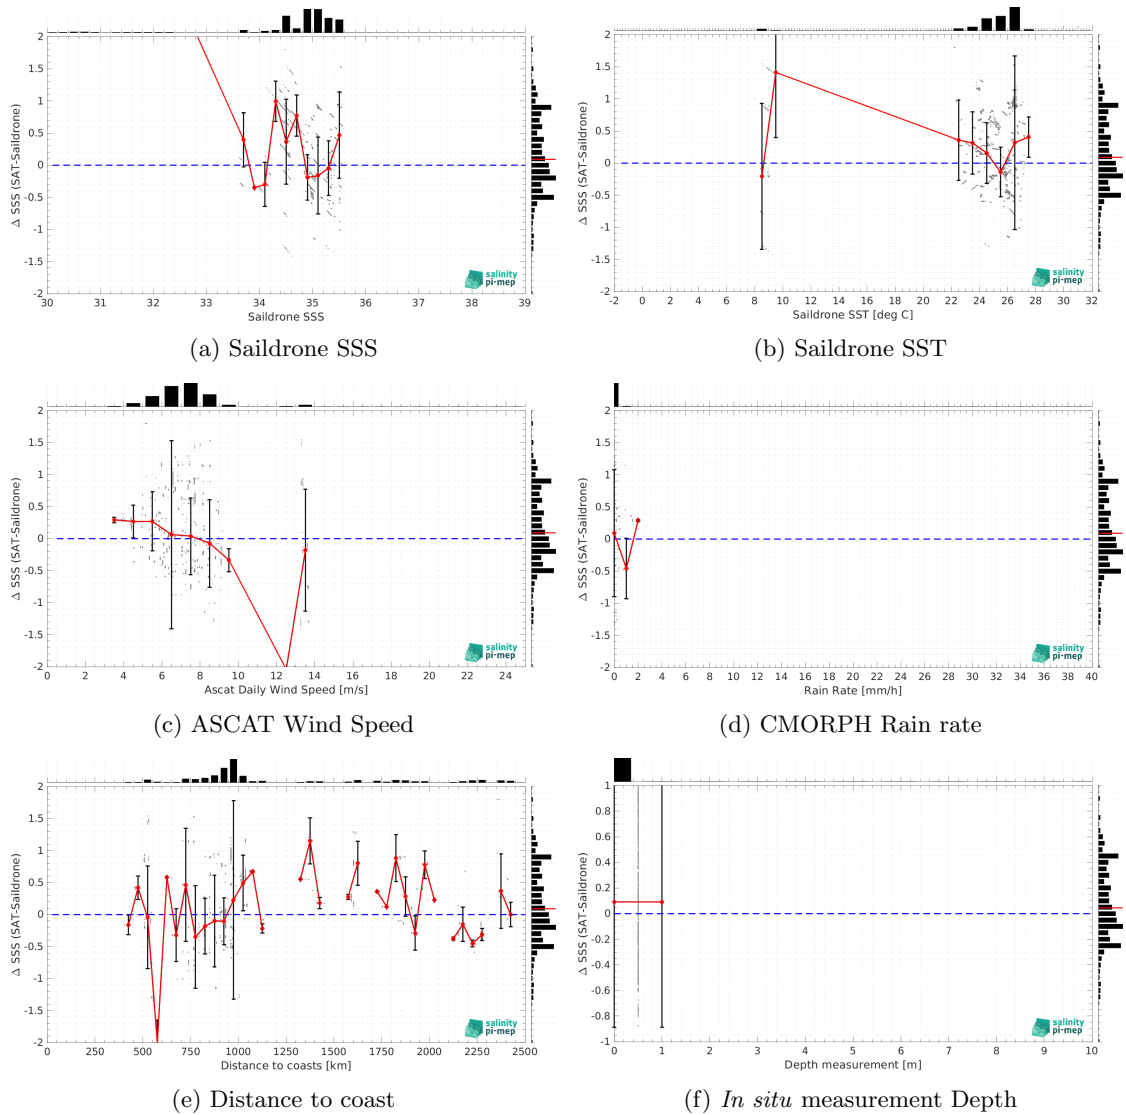 2
1.5
1
0.5
0
-0.5
-1
-1.5
-2
Δ SSS (SAT-Saildrone)
30 31 32 33 34 35 36 37 38 39
Saildrone SSS
salinity
pi-mep
(a) Saildrone SSS
2
1.5
1
0.5
0
-0.5
-1
-1.5
-2
Δ SSS (SAT-Saildrone)
-2 0 2 4 6 8 10 12 14 16 18 20 22 24 26 28 30 32
Saildrone SST [deg C]
salinity
pi-mep
(b) Saildrone SST
2
1.5
1
0.5
0
-0.5
-1
-1.5
-2
Δ SSS (SAT-Saildrone)
0 2 4 6 8 10 12 14 16 18 20 22 24
Ascat Daily Wind Speed [m/s]
salinity
pi-mep
(c) ASCAT Wind Speed
2
1.5
1
0.5
0
-0.5
-1
-1.5
-2
Δ SSS (SAT-Saildrone)
0 2 4 6 8 10 12 14 16 18 20 22 24 26 28 30 32 34 36 38 40
Rain Rate [mm/h]
salinity
pi-mep
(d) CMORPH Rain rate
2
1.5
1
0.5
0
-0.5
-1
-1.5
-2
Δ SSS (SAT-Saildrone)
0 250 500 750 1000 1250 1500 1750 2000 2250 2500
Distance to coasts [km]
salinity
pi-mep
(e) Distance to coast
1
0.8
0.6
0.4
0.2
0
-0.2
-0.4
-0.6
-0.8
-1
Δ SSS (SAT-Saildrone)
0 1 2 3 4 5 6 7 8 9 10
Depth measurement [m]
salinity
pi-mep
(f) In situ measurement Depth